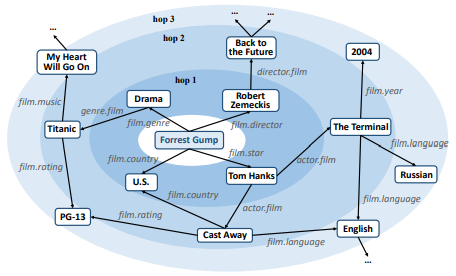 hop 3
...
...
...
hop 2
My Heart
Will Go On
Back to
the Future
2004
hop 1
director.film
film.music
Drama
Robert
Zemeckis
film.year
genre.film
film.genre
film.director
Titanic
Forrest Gump
The Terminal
film.language
film.country
film.star
actor.film
film.rating
U.S.
Tom Hanks
Russian
film.country
film.language
actor.film
PG-13
film.rating
Cast Away
film.language
English
...